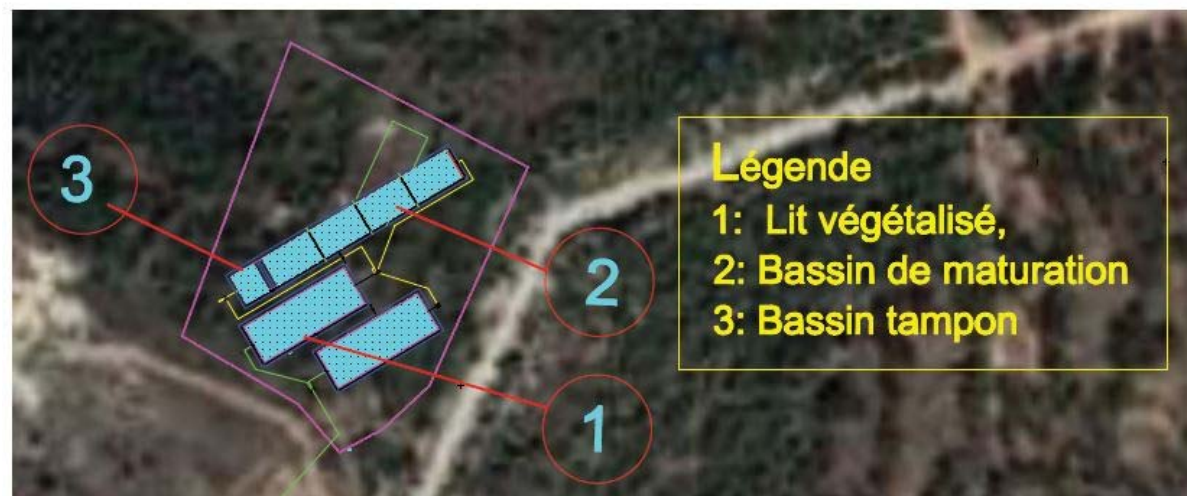 3
2
1
Légende
1: Lit végétalisé,
2: Bassin de maturation
3: Bassin tampon